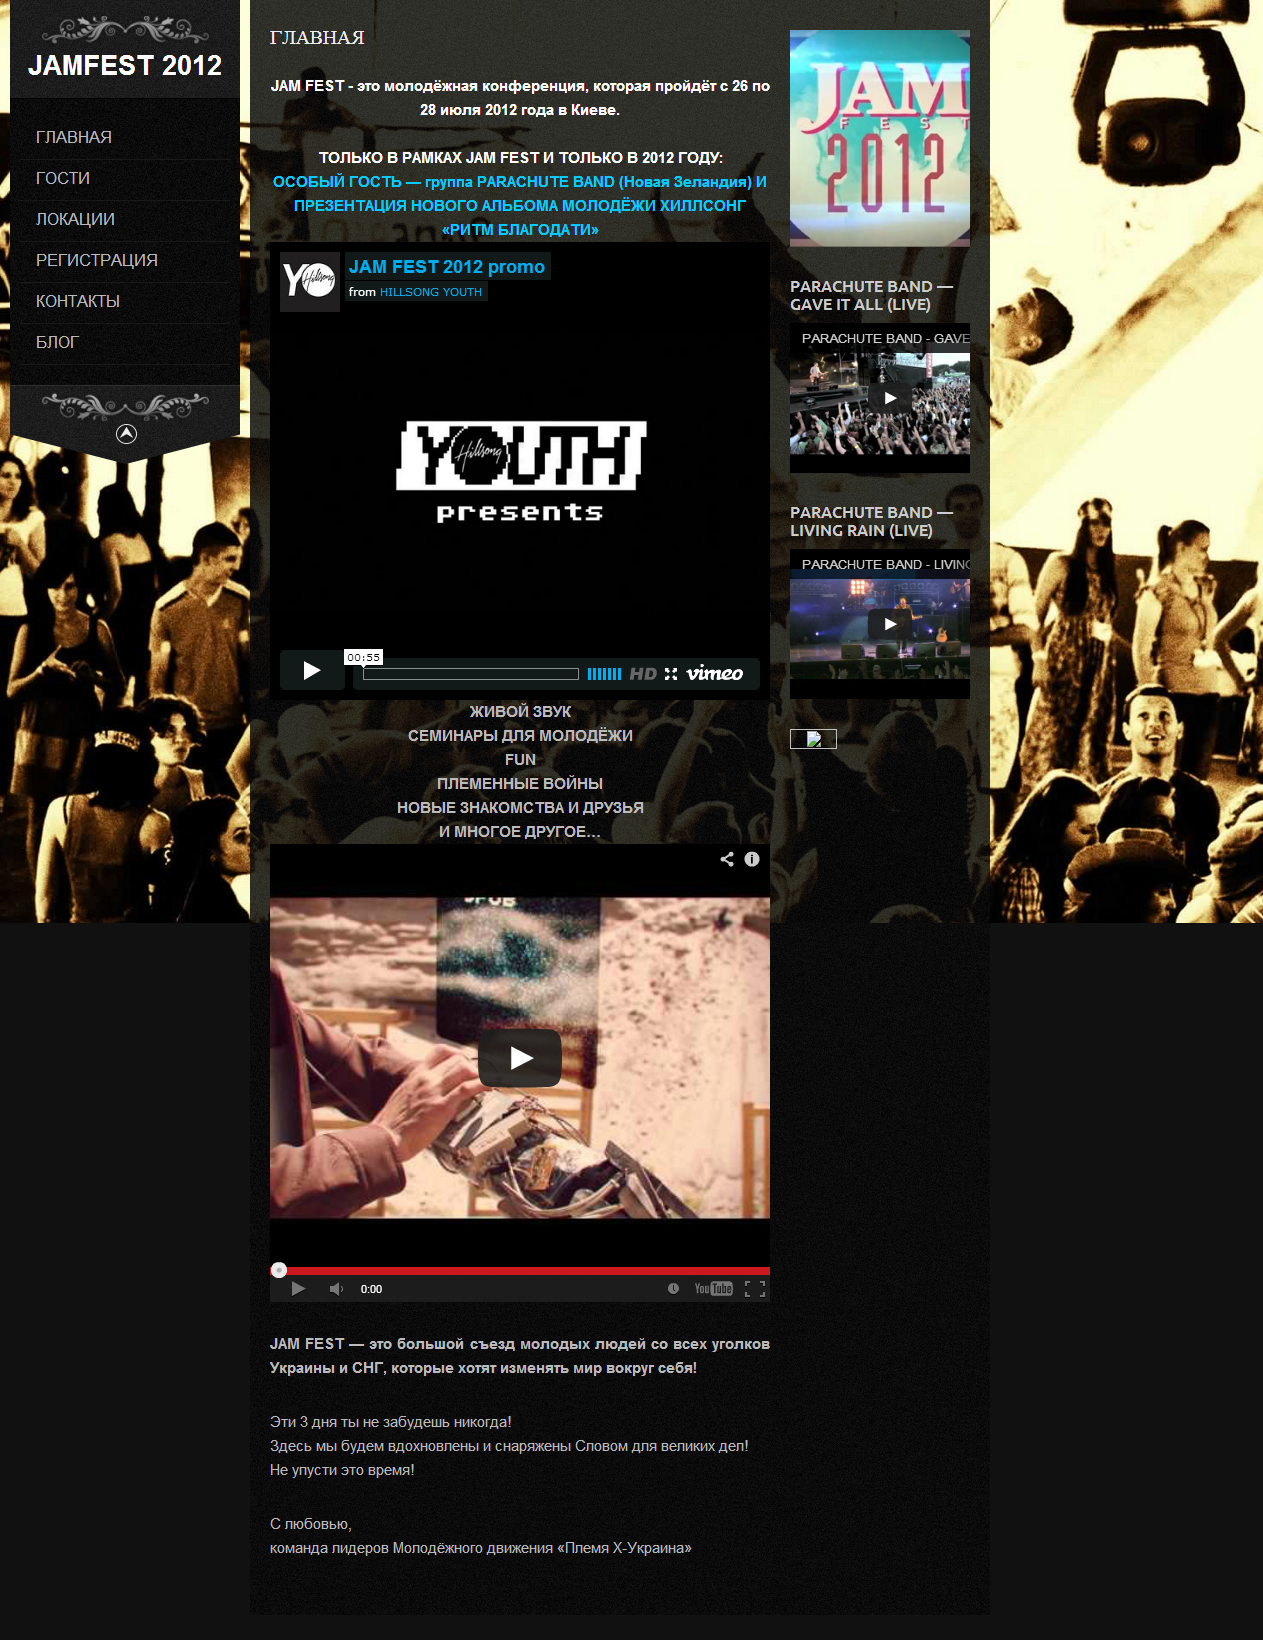 JAMFEST 2012
ГЛАВНАЯ
ГОСТИ
ЛОКАЦИИ
РЕГИСТРАЦИЯ
КОНТАКТЫ
БЛОГ
ГЛАВНАЯ
JAM FEST - это молодёжная конференция, которая пройдёт с 26 по
28 июля 2012 года в Киеве.
ТОЛЬКО В РАМКАХ JAM FEST И ТОЛЬКО В 2012 ГОДУ:
ОСОБЫЙ ГОСТЬ — группа PARACHUTE BAND (Новая Зеландия) И
ПРЕЗЕНТАЦИЯ НОВОГО АЛЬБОМА МОЛОДЁЖИ ХИЛЛСОНГ
«РИТМ БЛАГОДАТИ»
Y Hillsong
JAM FEST 2012 promo
from HILLSONG YOUTH
YOUTH
Hillsong
presents
00:55
HD vimeo
ЖИВОЙ ЗВУК
СЕМИНАРЫ ДЛЯ МОЛОДЁЖИ
FUN
ПЛЕМЕННЫЕ ВОЙНЫ
НОВЫЕ ЗНАКОМСТВА И ДРУЗЬЯ
И МНОГОЕ ДРУГОЕ…
0:00
YouTube
JAM FEST — это большой съезд молодых людей со всех уголков
Украины и СНГ, которые хотят изменять мир вокруг себя!
Эти 3 дня ты не забудешь никогда!
Здесь мы будем вдохновлены и снаряжены Словом для великих дел!
Не упусти это время!
С любовью,
команда лидеров Молодёжного движения «Племя Х-Украина»
JAM
FEST
2012
PARACHUTE BAND —
GAVE IT ALL (LIVE)
PARACHUTE BAND - GAVE
PARACHUTE BAND —
LIVING RAIN (LIVE)
PARACHUTE BAND - LIVING